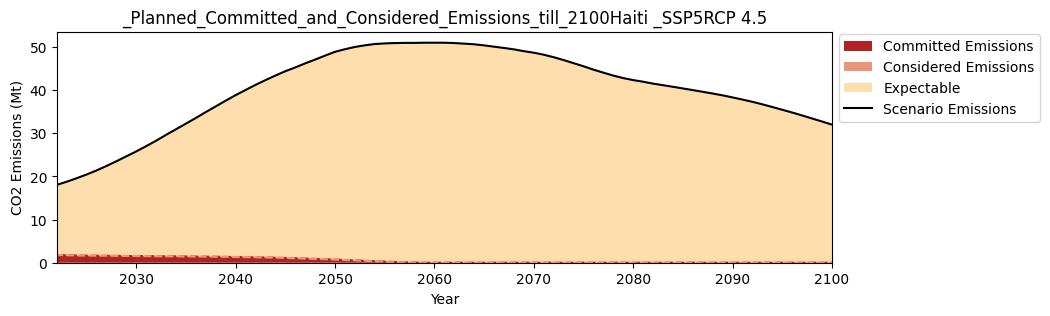 _Planned_Committed_and_Considered_Emissions_till_2100Haiti _SSP5RCP 4.5
CO2 Emissions (Mt)
50
40
30
20
10
0
2030 2040 2050 2060 2070 2080 2090 2100
Year
Committed Emissions
Considered Emissions
Expectable
Scenario Emissions